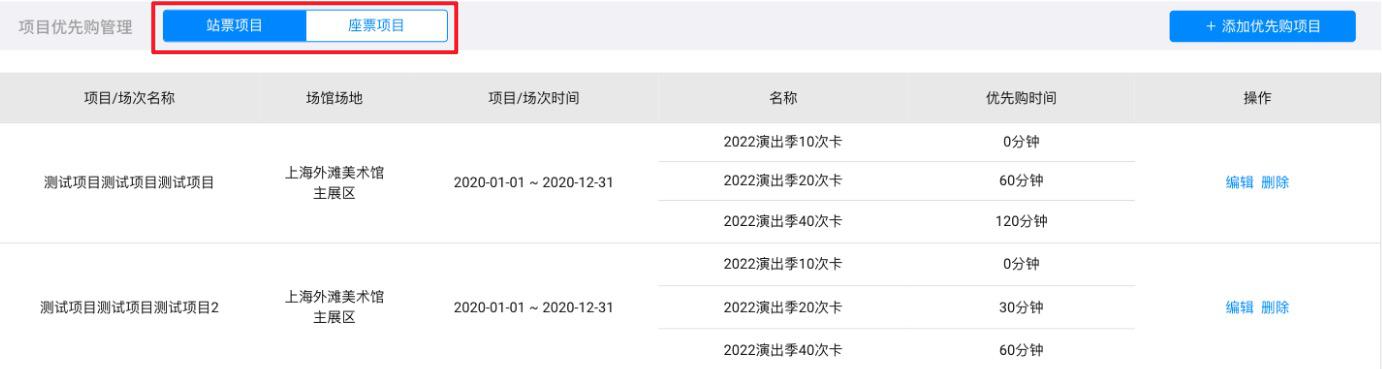 项目优先购管理 站票项目 座票项目 + 添加优先购项目
项目/场次名称 场馆场地 项目/场次时间 名称 优先购时间 操作
测试项目测试项目测试项目
上海外滩美术馆
主展区
2020-01-01 ~ 2020-12-31
2022演出季10次卡 0分钟
2022演出季20次卡 60分钟
2022演出季40次卡 120分钟
编辑 删除
测试项目测试项目测试项目2
上海外滩美术馆
主展区
2020-01-01 ~ 2020-12-31
2022演出季10次卡 0分钟
2022演出季20次卡 30分钟
2022演出季40次卡 60分钟
编辑 删除